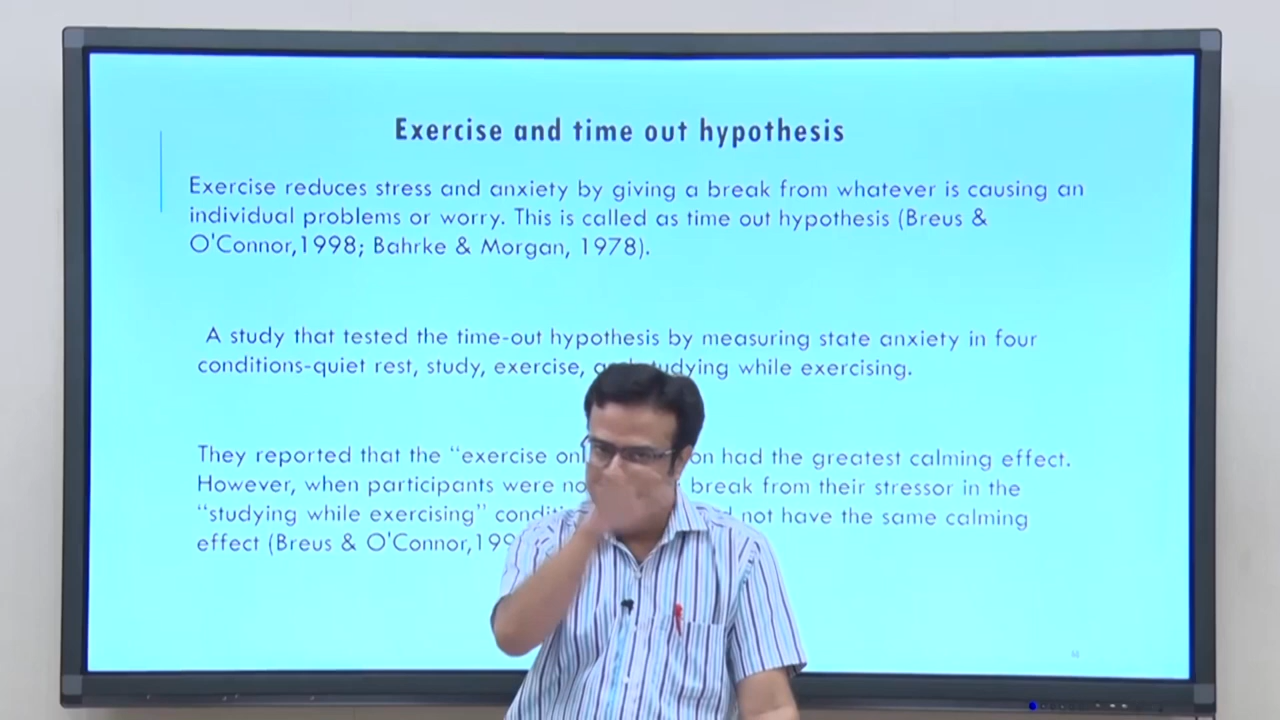 Exercise and time out hypothesis
Exercise reduces stress and anxiety by giving a break from whatever is causing an
individual problems or worry. This is called as time out hypothesis (Breus &
O'Connor,1998; Bahrke & Morgan, 1978).
A study that tested the time-out hypothesis by measuring state anxiety in four
conditions-quiet rest, study, exercise, studying while exercising.
They reported that the “exercise had the greatest calming effect.
However, when participants were break from their stressor in the
“studying while exercising” not have the same calming
effect (Breus & O'Connor,